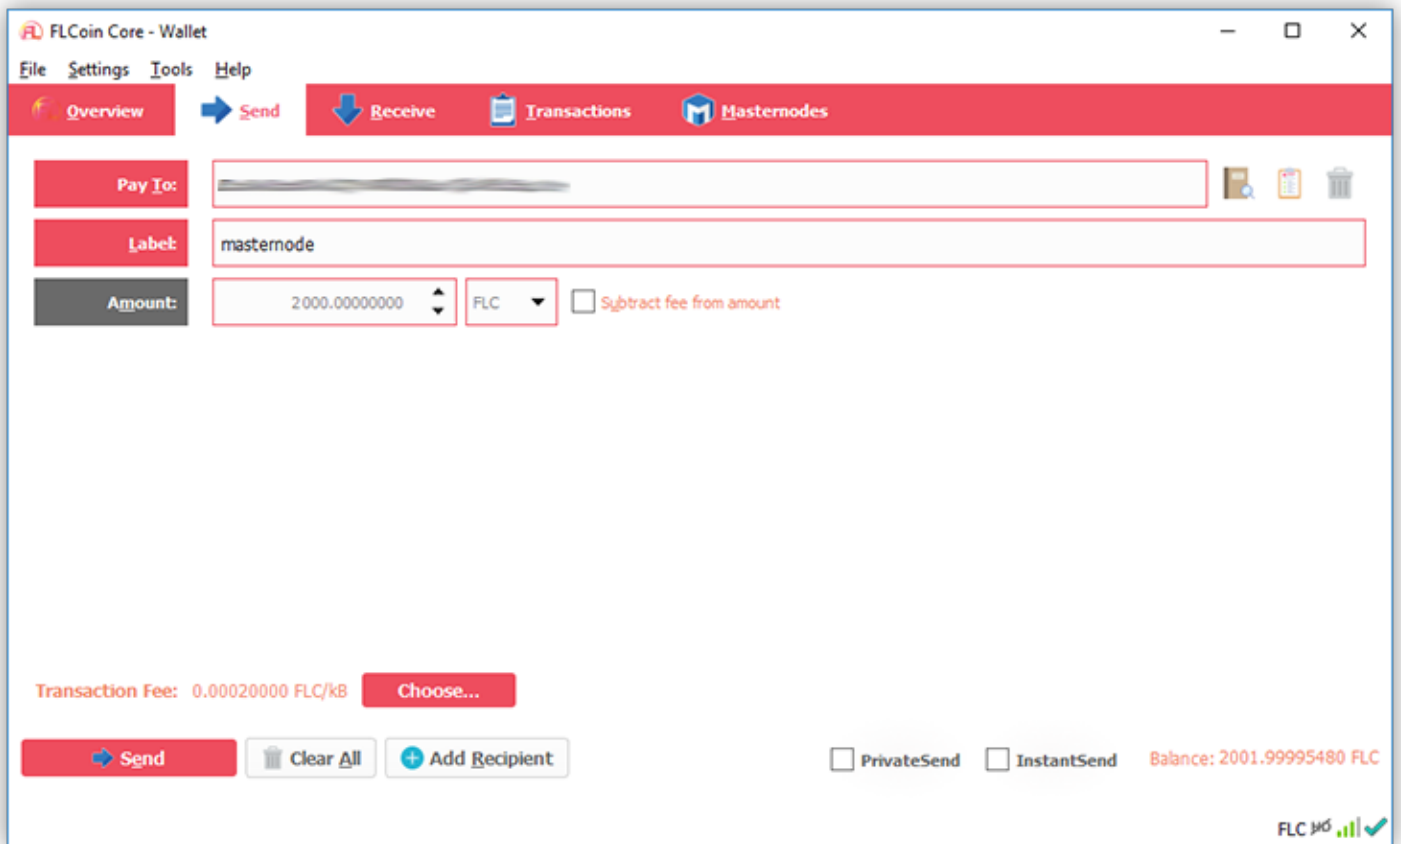 FLCoin Core - Wallet
File Settings Tools Help
Overview Send Receive Transactions Masternodes
Pay To:
Label: masternode
Amount: 2000.00000000 FLC Subtract fee from amount
Transaction Fee: 0.00020000 FLC/kB Choose...
Send Clear All Add Recipient PrivateSend InstantSend Balance: 2001.99995480 FLC
FLC